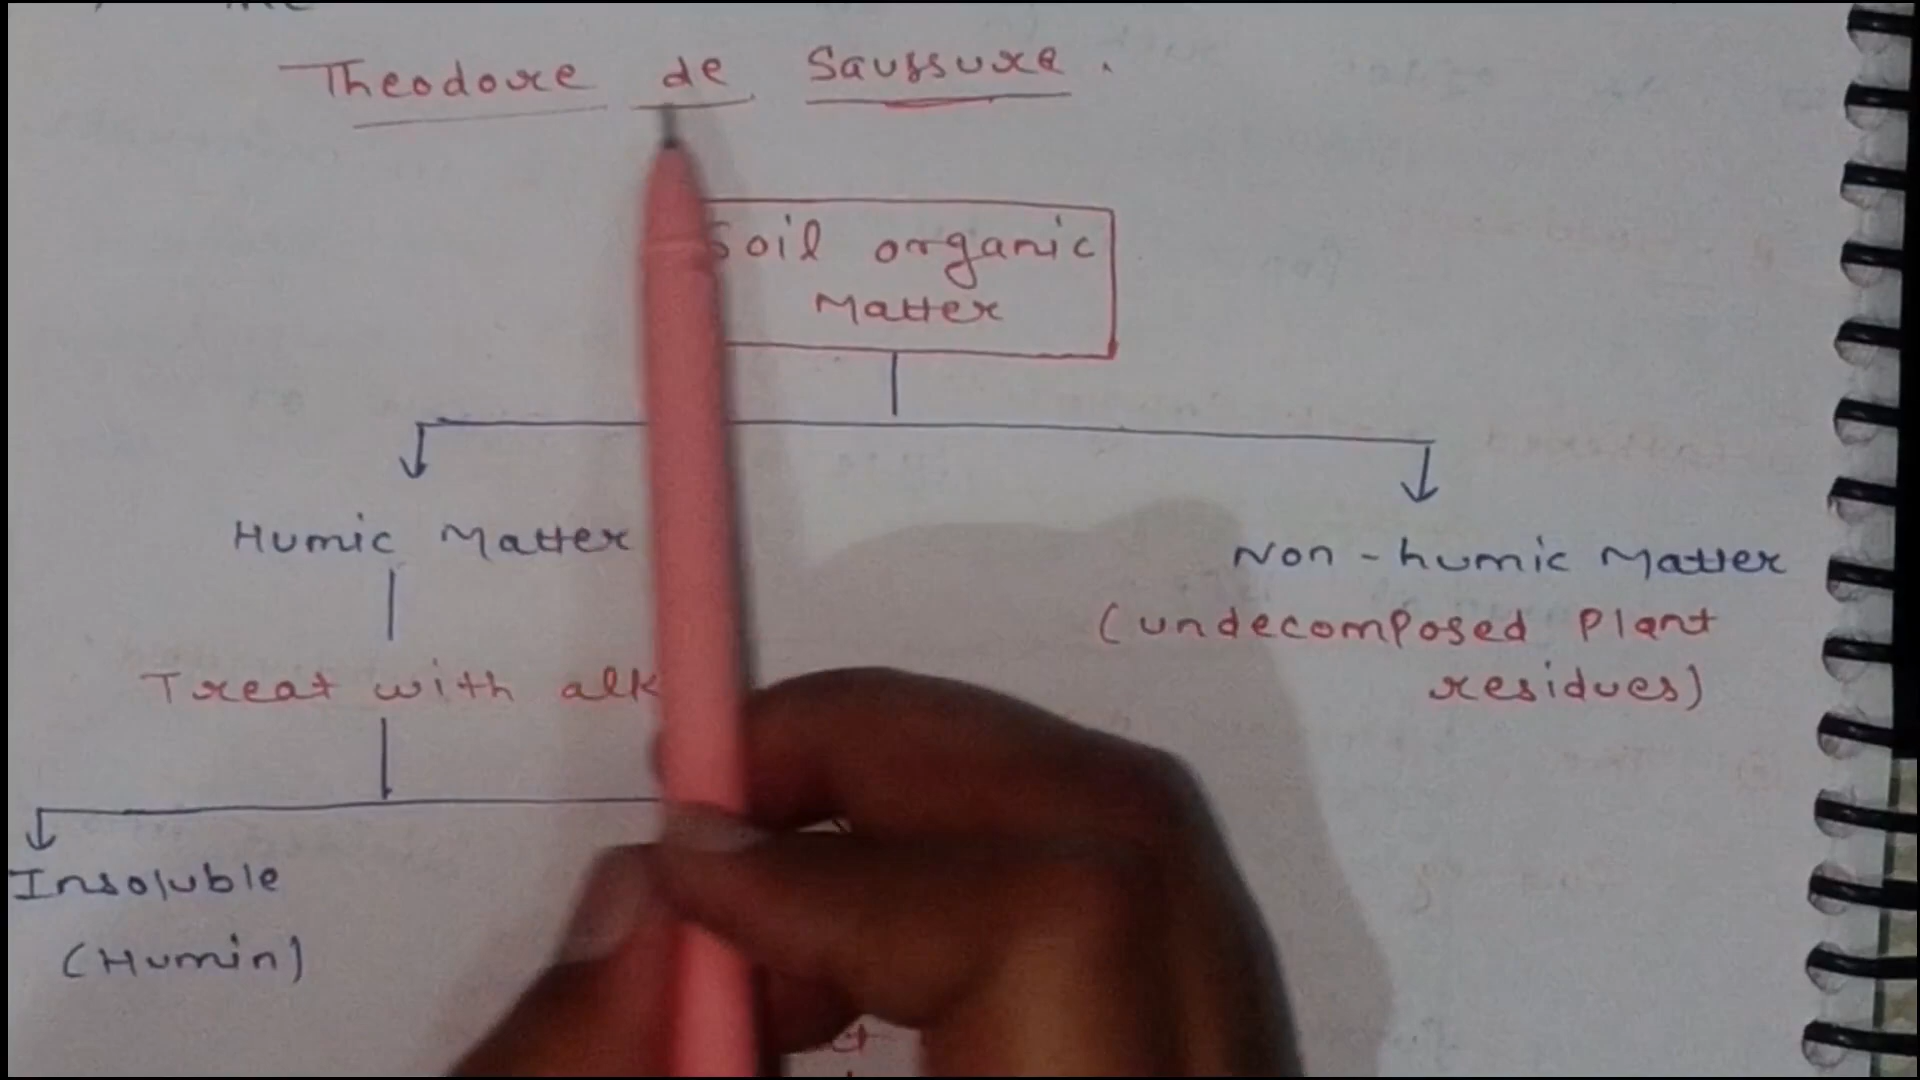 Theodore de Saussure.
Soil organic
Matter
Humic Matter
Non-humic Matter
(undecomposed Plant
residues)
Treat with alk
Insoluble
(Humin)